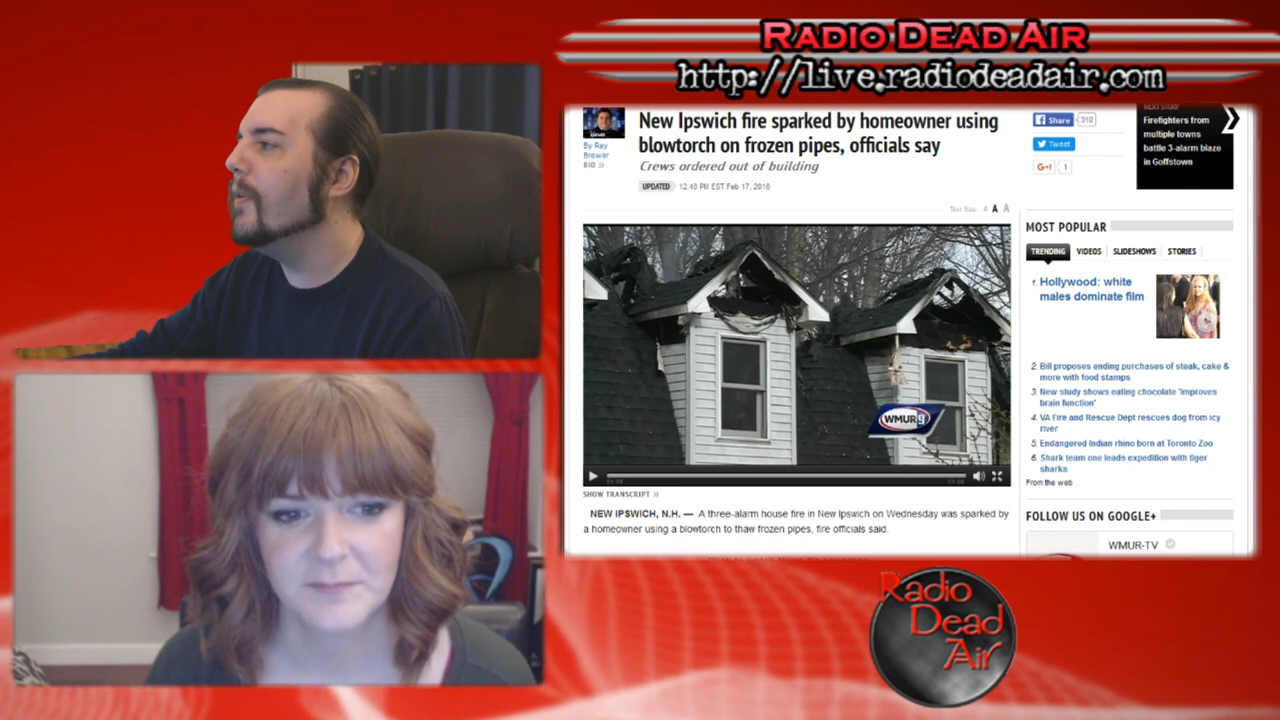 RADIO DEAD AIR
http://live.radiodeadair.com
New Ipswich fire sparked by homeowner using
blowtorch on frozen pipes, officials say
Crews ordered out of building
By Ray
Brewer
BIO »
UPDATED 12:48 PM EST Feb 17, 2016
Share 310
Tweet
G+1 1
NEXT STORY
Firefighters from
multiple towns
battle 3-alarm blaze
in Goffstown
Text Size: A A A
WMUR 9
SHOW TRANSCRIPT »
NEW IPSWICH, N.H. — A three-alarm house fire in New Ipswich on Wednesday was sparked by
a homeowner using a blowtorch to thaw frozen pipes, fire officials said.
MOST POPULAR
TRENDING VIDEOS SLIDESHOWS STORIES
1. Hollywood: white
males dominate film
2. Bill proposes ending purchases of steak, cake &
more with food stamps
3. New study shows eating chocolate 'improves
brain function'
4. VA Fire and Rescue Dept rescues dog from icy
river
5. Endangered Indian rhino born at Toronto Zoo
6. Shark team one leads expedition with tiger
sharks
From the web
FOLLOW US ON GOOGLE+
WMUR-TV
Radio
Dead
Air